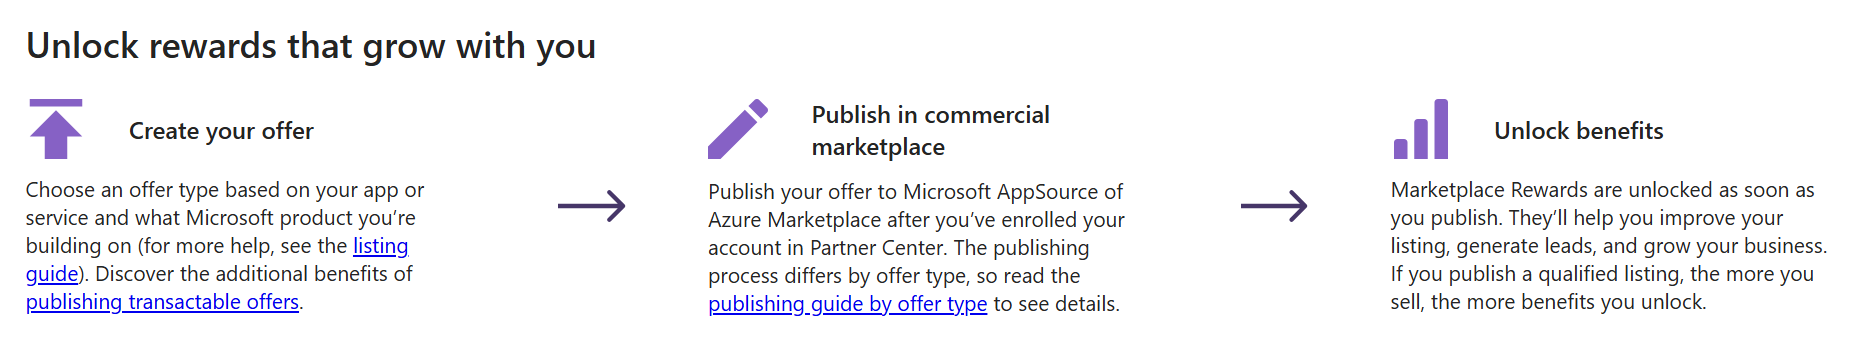 Unlock rewards that grow with you
Create your offer
Choose an offer type based on your app or
service and what Microsoft product you’re
building on (for more help, see the listing
guide). Discover the additional benefits of
publishing transactable offers.
Publish in commercial
marketplace
Publish your offer to Microsoft AppSource of
Azure Marketplace after you’ve enrolled your
account in Partner Center. The publishing
process differs by offer type, so read the
publishing guide by offer type to see details.
Unlock benefits
Marketplace Rewards are unlocked as soon as
you publish. They’ll help you improve your
listing, generate leads, and grow your business.
If you publish a qualified listing, the more you
sell, the more benefits you unlock.